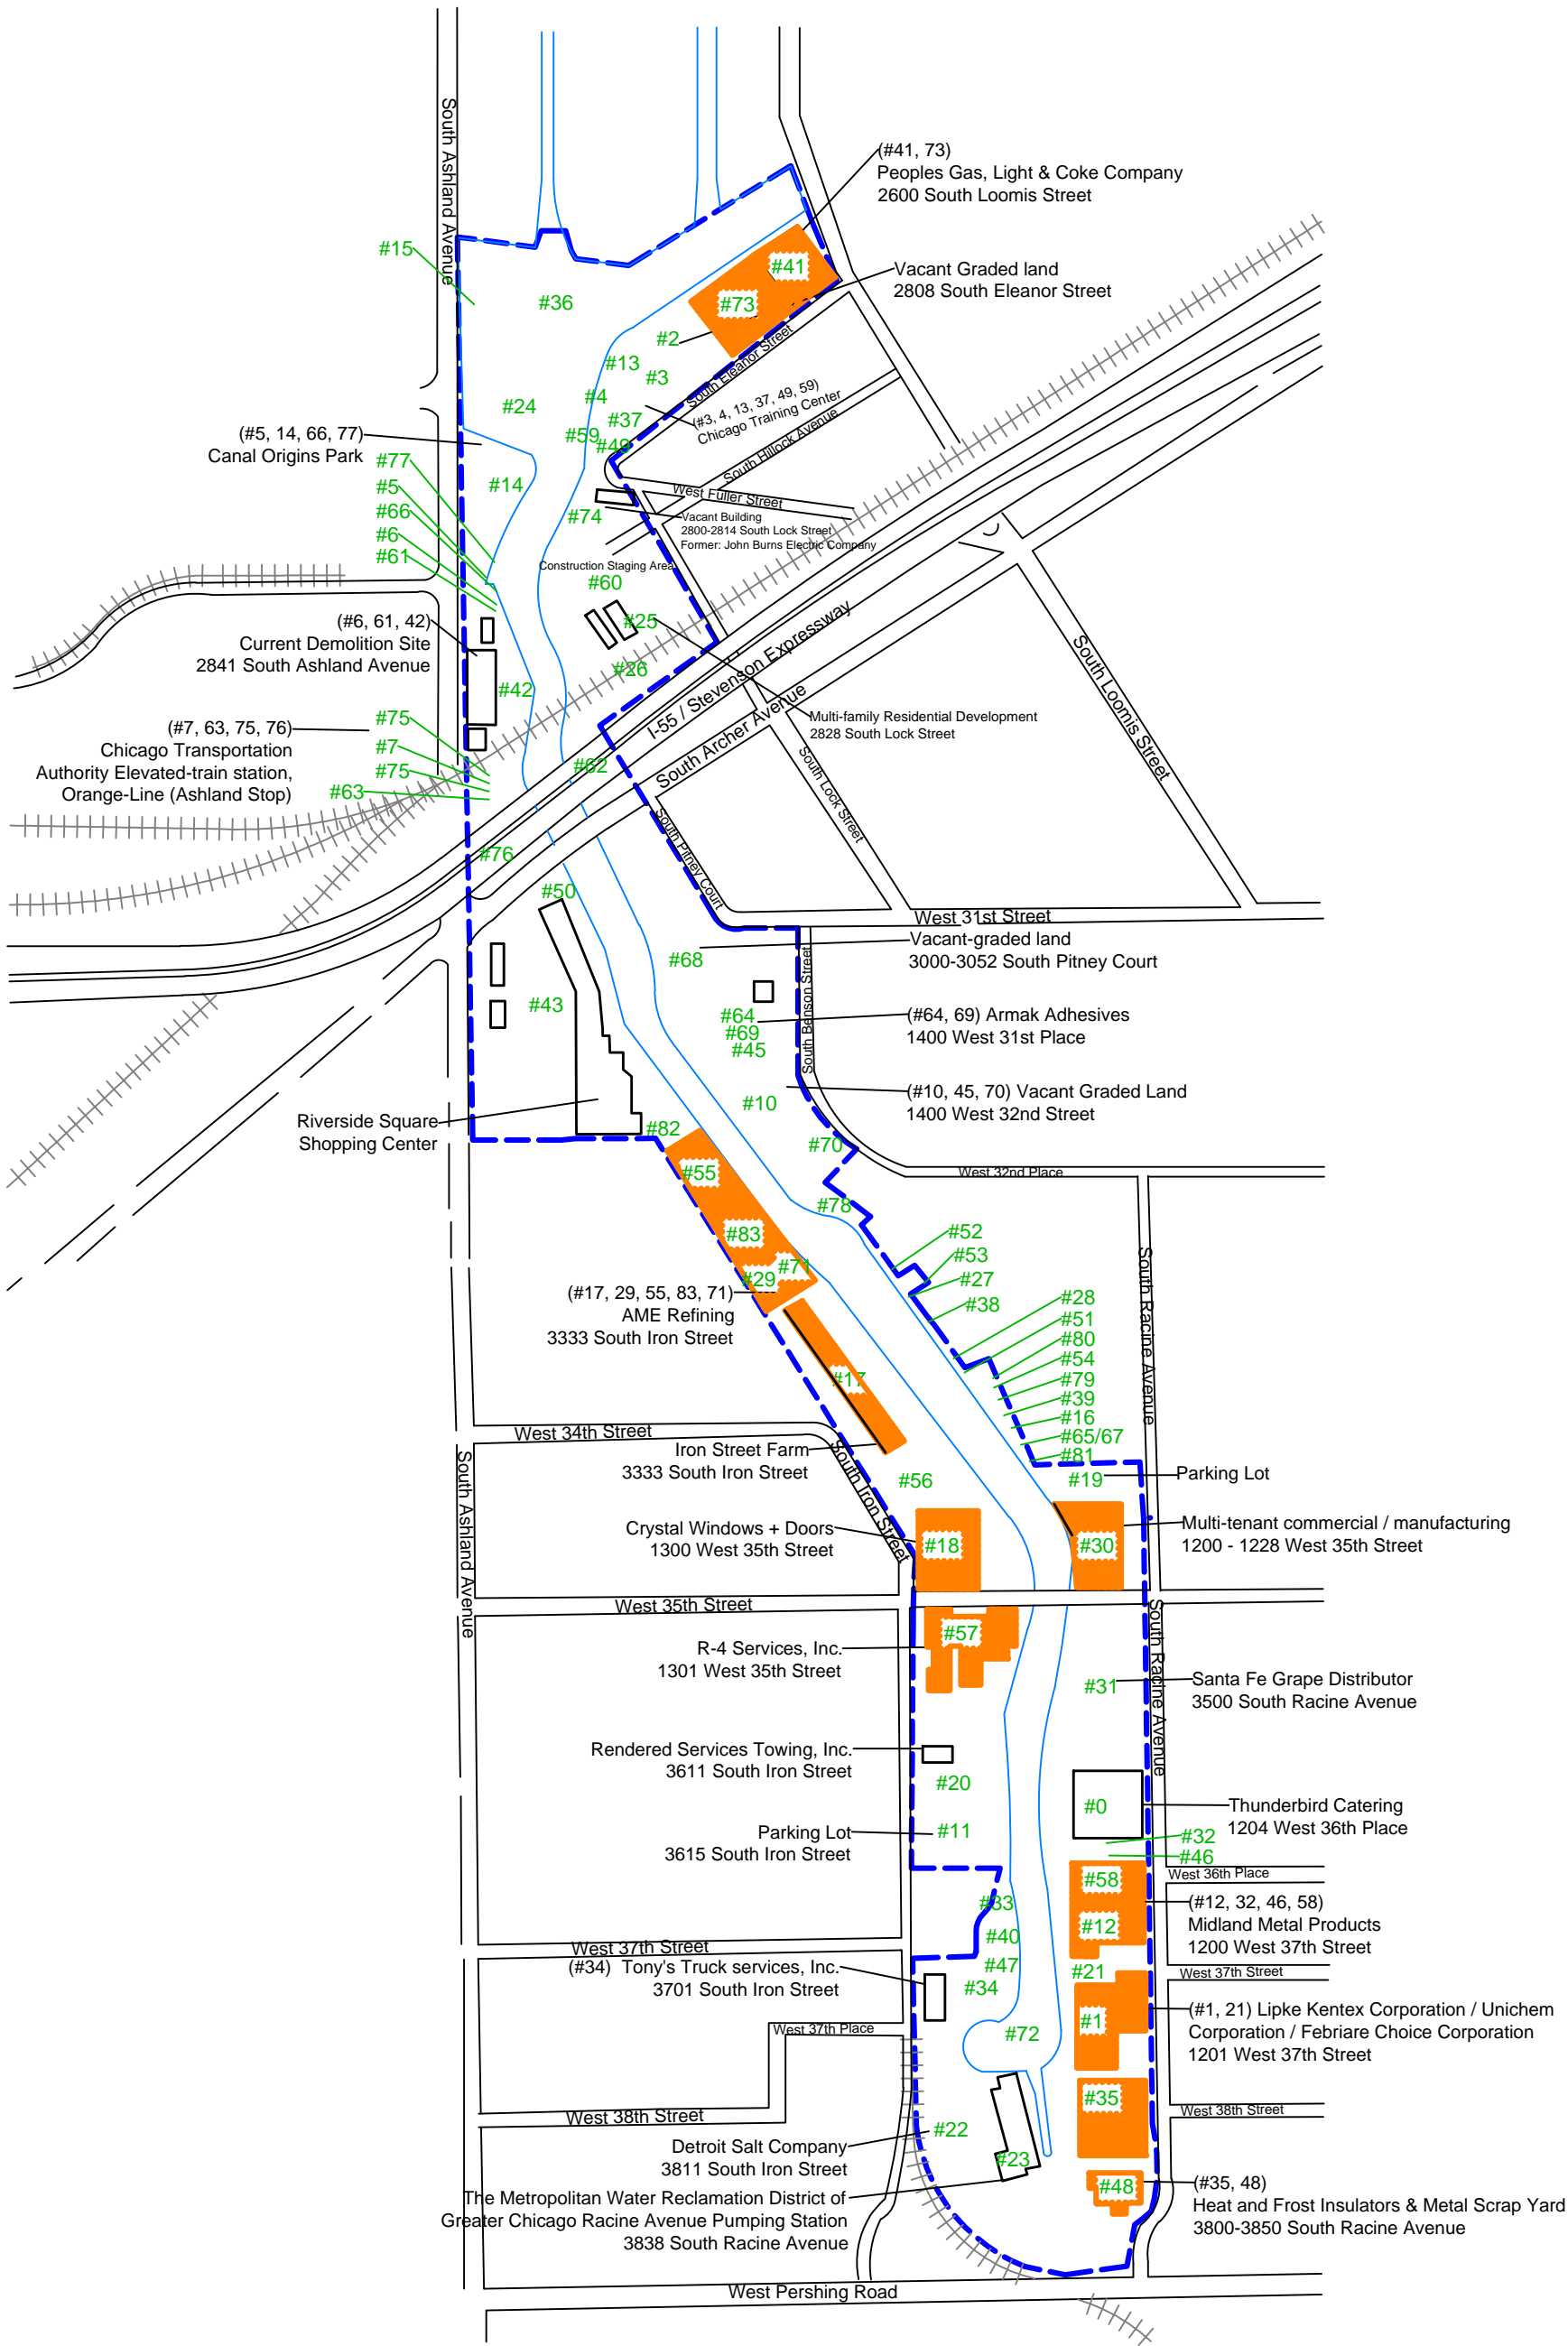 South Ashland Avenue
(#41, 73)
Peoples Gas, Light & Coke Company
2600 South Loomis Street
#15
#41
Vacant Graded land
2808 South Eleanor Street
#36
#73
#2
South Eleanor Street
#13
#3
#4
#24
(#3, 4, 13, 37, 49, 59)
Chicago Training Center
#37
#59
#49
South Hillock Avenue
(#5, 14, 66, 77)
Canal Origins Park
#77
#5
#66
#6
#61
#14
West Fuller Street
#74
Vacant Building
2800-2814 South Lock Street
Former: John Burns Electric Company
Construction Staging Area
#60
(#6, 61, 42)
Current Demolition Site
2841 South Ashland Avenue
#25
#26
#42
I-55 / Stevenson Expressway
South Archer Avenue
South Loomis Street
Multi-family Residential Development
2828 South Lock Street
(#7, 63, 75, 76)
Chicago Transportation
Authority Elevated-train station,
Orange-Line (Ashland Stop)
#75
#7
#75
#63
#62
South Lock Street
South Pitney Court
#76
#50
West 31st Street
Vacant-graded land
3000-3052 South Pitney Court
#68
South Benson Street
#43
#64
#69
#45
(#64, 69) Armak Adhesives
1400 West 31st Place
#10
(#10, 45, 70) Vacant Graded Land
1400 West 32nd Street
Riverside Square
Shopping Center
#82
#70
West 32nd Place
#55
#78
#83
#52
#53
#71
#29
#27
#38
South Racine Avenue
(#17, 29, 55, 83, 71)
AME Refining
3333 South Iron Street
#28
#51
#80
#54
#79
#39
#16
#65/67
#81
#17
West 34th Street
South Ashland Avenue
Iron Street Farm
3333 South Iron Street
South Iron Street
#56
#19
Parking Lot
Crystal Windows + Doors
1300 West 35th Street
#18
#30
Multi-tenant commercial / manufacturing
1200 - 1228 West 35th Street
West 35th Street
#57
R-4 Services, Inc.
1301 West 35th Street
South Racine Avenue
#31
Santa Fe Grape Distributor
3500 South Racine Avenue
Rendered Services Towing, Inc.
3611 South Iron Street
#20
#0
Thunderbird Catering
1204 West 36th Place
Parking Lot
3615 South Iron Street
#11
#32
#46
West 36th Place
#58
#33
(#12, 32, 46, 58)
Midland Metal Products
1200 West 37th Street
#12
#40
West 37th Street
(#34) Tony's Truck services, Inc.
3701 South Iron Street
#47
#34
#21
West 37th Street
#1
(#1, 21) Lipke Kentex Corporation / Unichem
Corporation / Febriare Choice Corporation
1201 West 37th Street
West 37th Place
#72
#35
West 38th Street
West 38th Street
#22
Detroit Salt Company
3811 South Iron Street
#23
#48
(#35, 48)
Heat and Frost Insulators & Metal Scrap Yard
3800-3850 South Racine Avenue
The Metropolitan Water Reclamation District of
Greater Chicago Racine Avenue Pumping Station
3838 South Racine Avenue
West Pershing Road